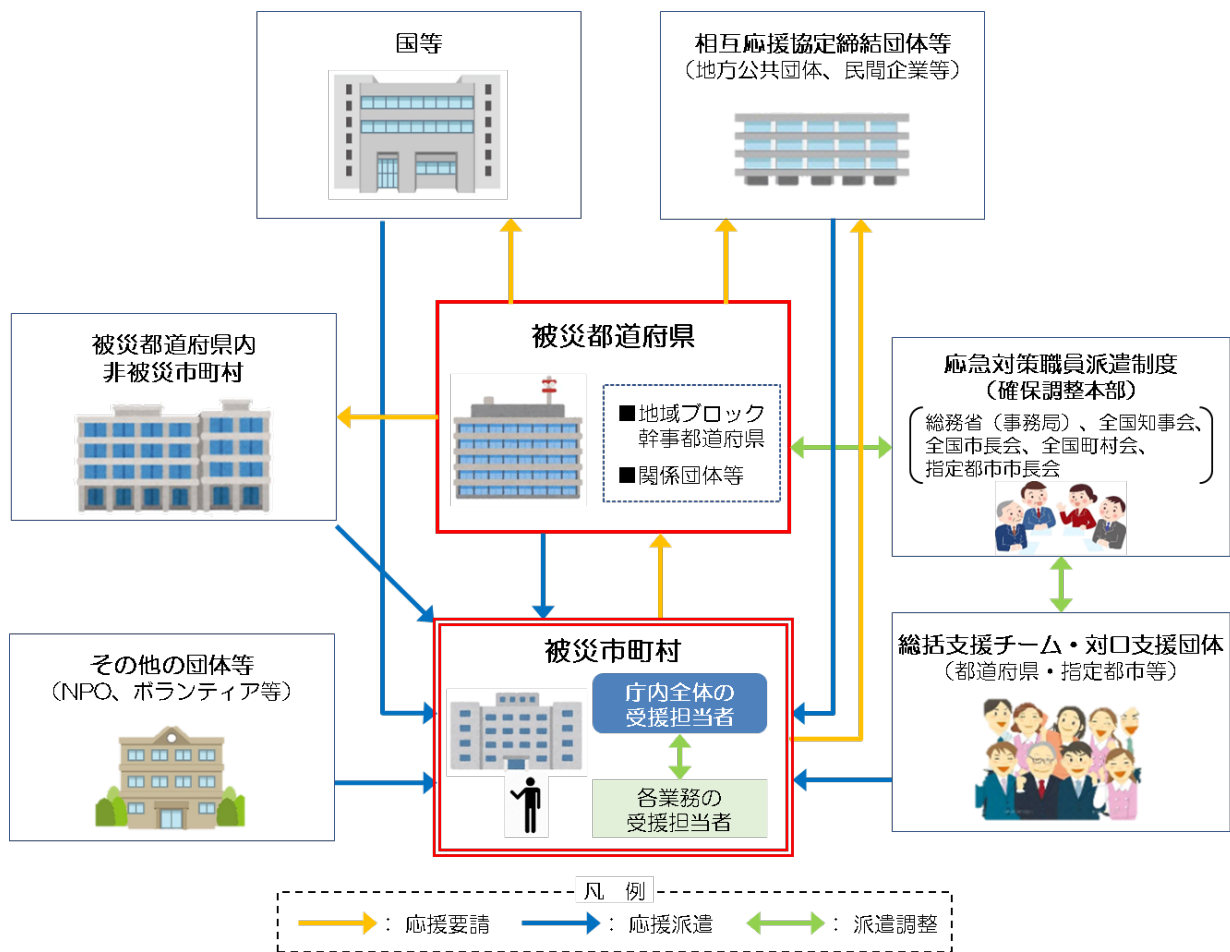 国等
相互応援協定締結団体等
（地方公共団体、民間企業等）
被災都道府県
■地域ブロック
幹事都道府県
■関係団体等
被災都道府県内
非被災市町村
応急対策職員派遣制度
（確保調整本部）
総務省（事務局）、全国知事会、
全国市長会、全国町村会、
指定都市市長会
被災市町村
庁内全体の
受援担当者
各業務の
受援担当者
その他の団体等
（NPO、ボランティア等）
総括支援チーム・対口支援団体
（都道府県・指定都市等）
凡 例
：応援要請
：応援派遣
：派遣調整